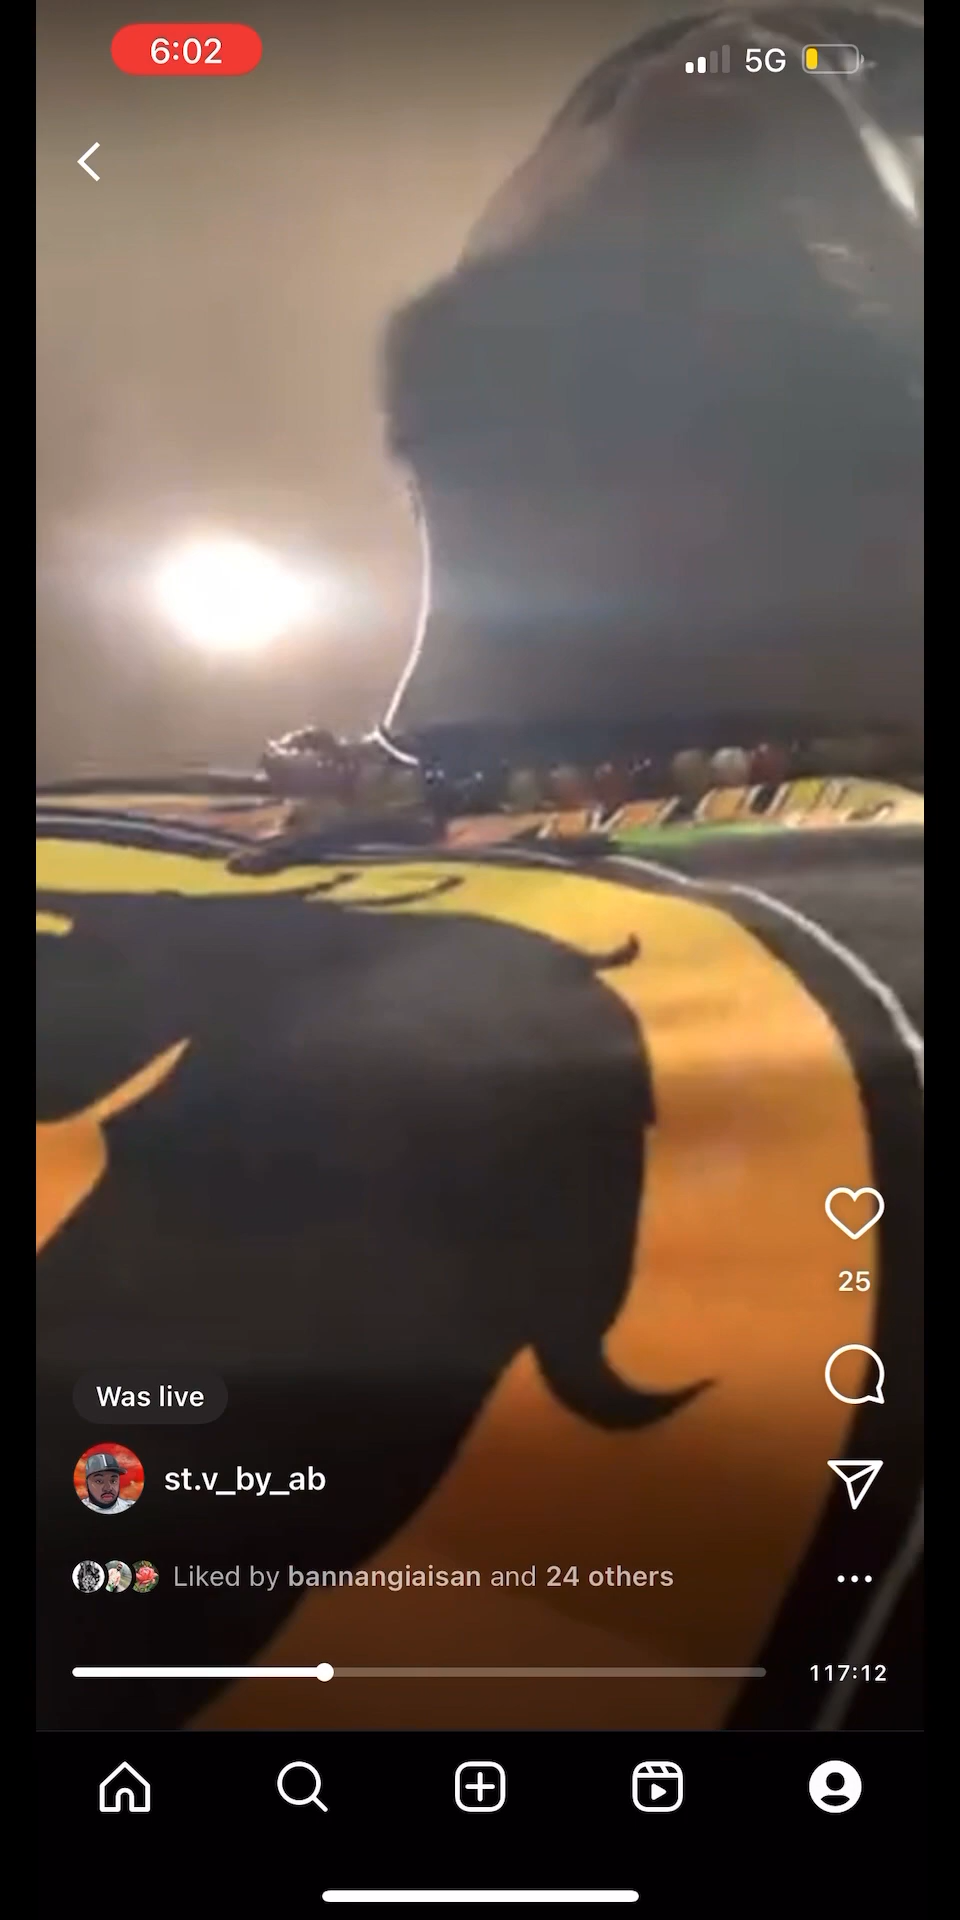 6:02
5G
25
Was live
st.v_by_ab
Liked by bannangiaisan and 24 others
117:12